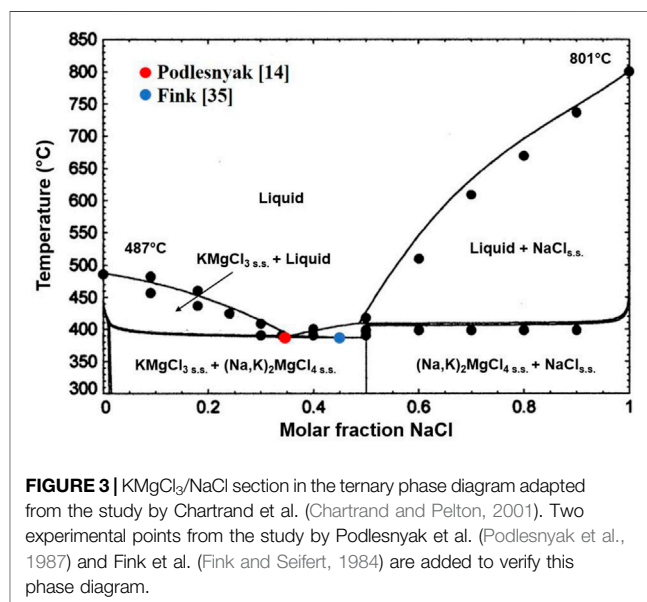 850
800
750
700
650
600
550
500
450
400
350
300
Temperature (°C)
Podlesnyak [14]
Fink [35]
801°C
Liquid
487°C
KMgCl3 s.s. + Liquid
Liquid + NaCls.s.
KMgCl3 s.s. + (Na,K)2MgCl4 s.s.
(Na,K)2MgCl4 s.s. + NaCls.s.
0 0.2 0.4 0.6 0.8 1
Molar fraction NaCl
FIGURE 3 | KMgCl3/NaCl section in the ternary phase diagram adapted
from the study by Chartrand et al. (Chartrand and Pelton, 2001). Two
experimental points from the study by Podlesnyak et al. (Podlesnyak et al.,
1987) and Fink et al. (Fink and Seifert, 1984) are added to verify this
phase diagram.